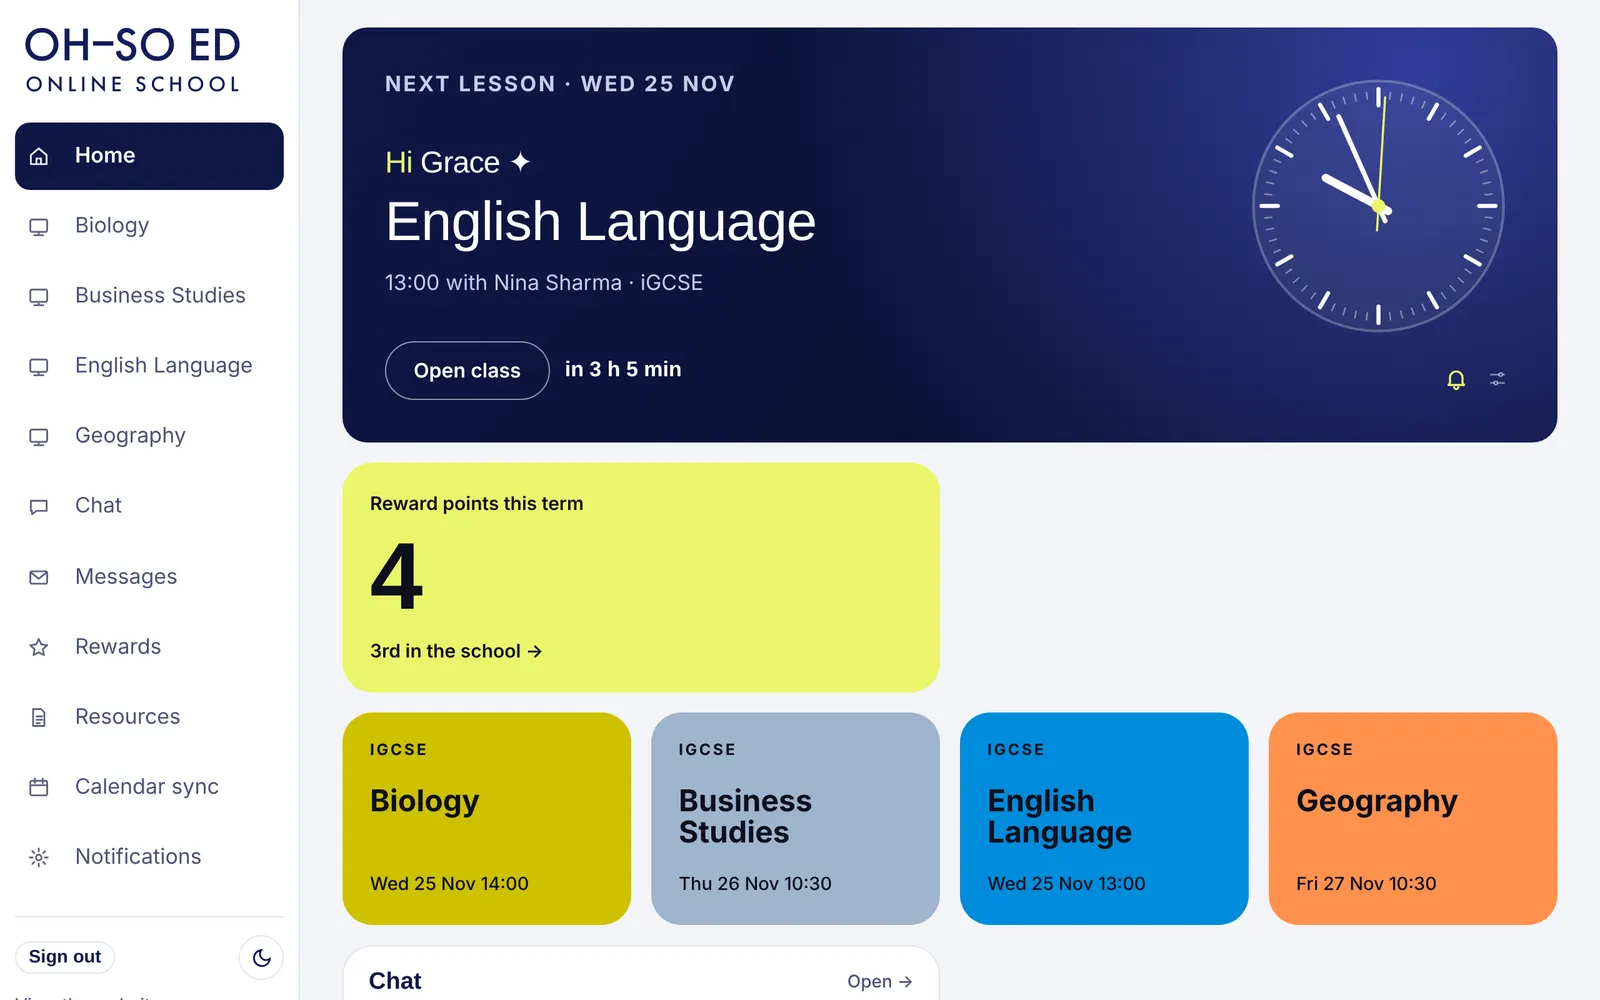 OH-SO ED
ONLINE SCHOOL
Home
Biology
Business Studies
English Language
Geography
Chat
Messages
Rewards
Resources
Calendar sync
Notifications
Sign out
NEXT LESSON · WED 25 NOV
Hi Grace ✦
English Language
13:00 with Nina Sharma · iGCSE
Open class
in 3 h 5 min
Reward points this term
4
3rd in the school →
IGCSE
Biology
Wed 25 Nov 14:00
IGCSE
Business
Studies
Thu 26 Nov 10:30
IGCSE
English
Language
Wed 25 Nov 13:00
IGCSE
Geography
Fri 27 Nov 10:30
Chat
Open →